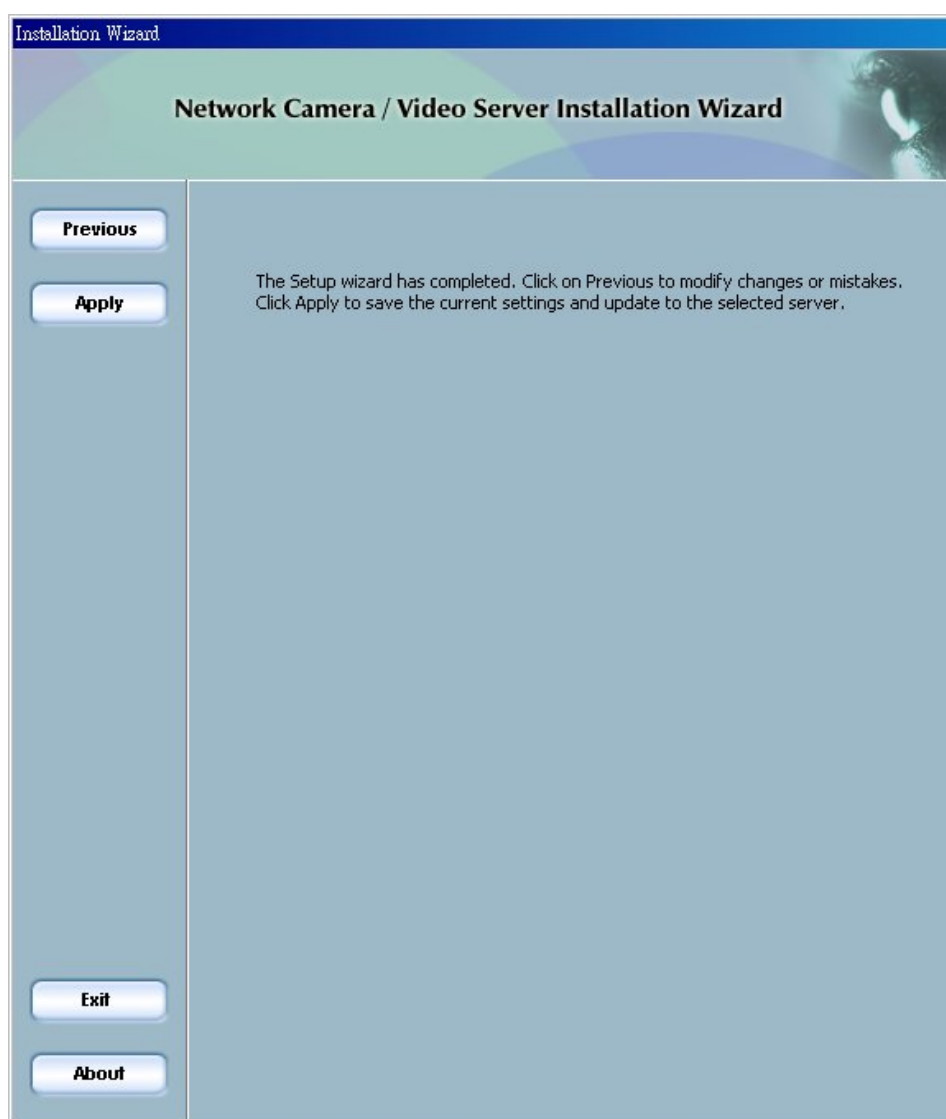 Installation Wizard
Network Camera / Video Server Installation Wizard
Previous
Apply
The Setup wizard has completed. Click on Previous to modify changes or mistakes.
Click Apply to save the current settings and update to the selected server.
Exit
About